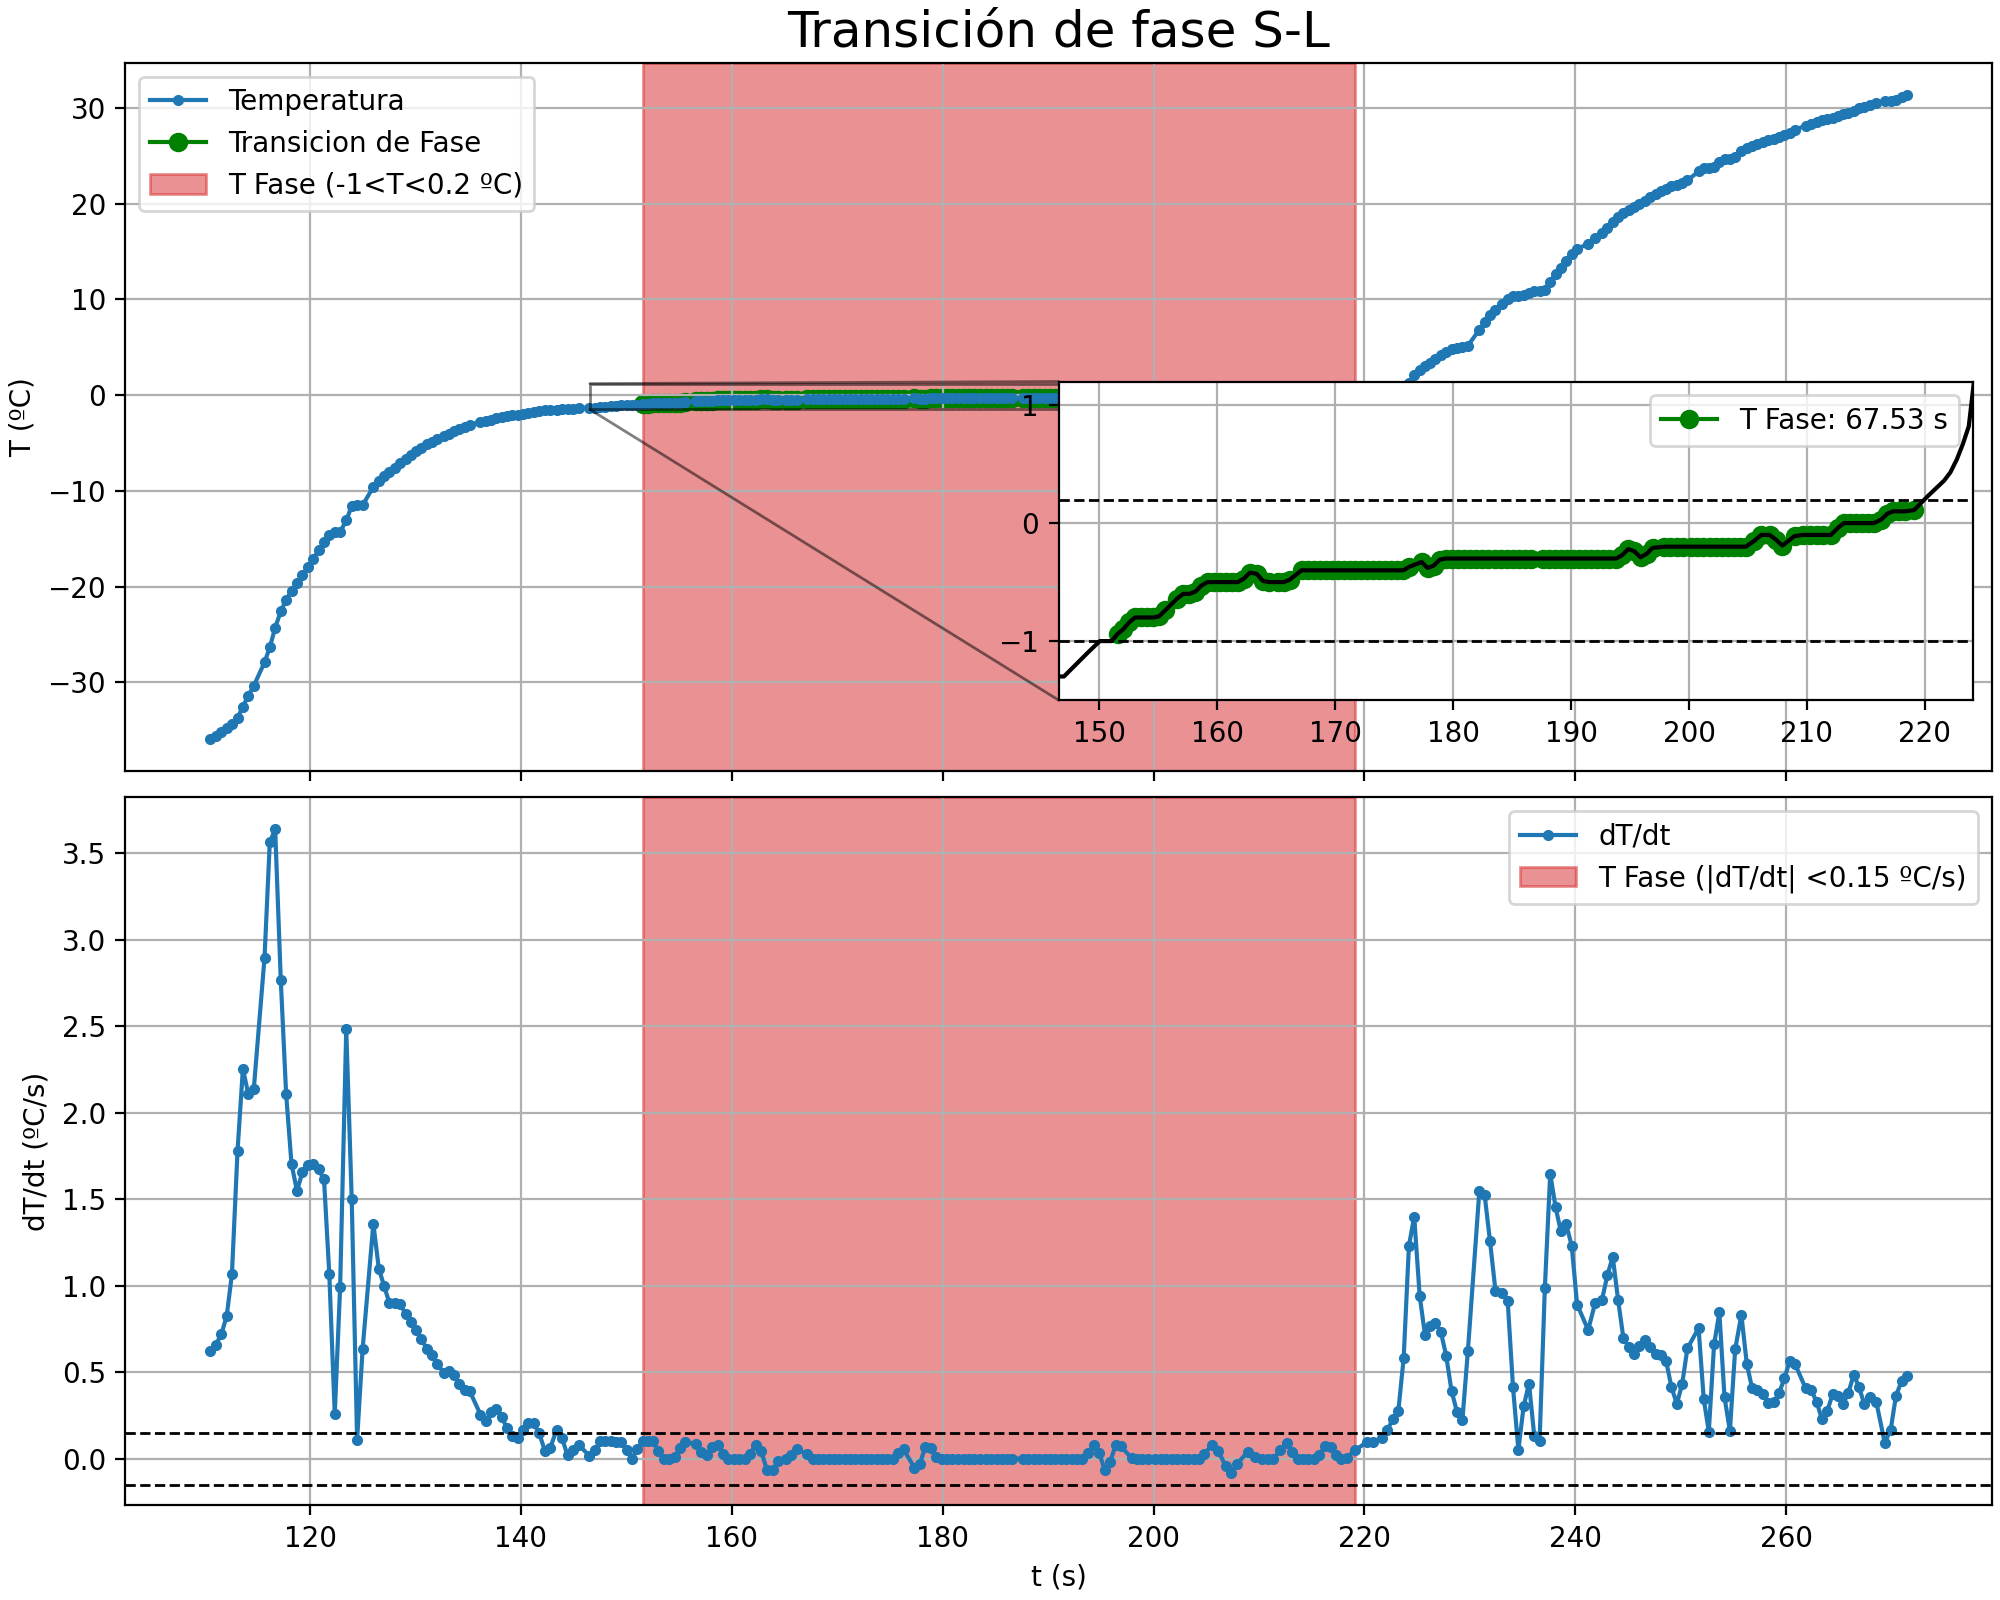 Transición de fase S-L
T (ºC)
30
20
10
0
−10
−20
−30
Temperatura
Transicion de Fase
T Fase (-1<T<0.2 ºC)
1
0
−1
T Fase: 67.53 s
150 160 170 180 190 200 210 220
dT/dt (ºC/s)
3.5
3.0
2.5
2.0
1.5
1.0
0.5
0.0
dT/dt
T Fase (|dT/dt| <0.15 ºC/s)
120 140 160 180 200 220 240 260
t (s)